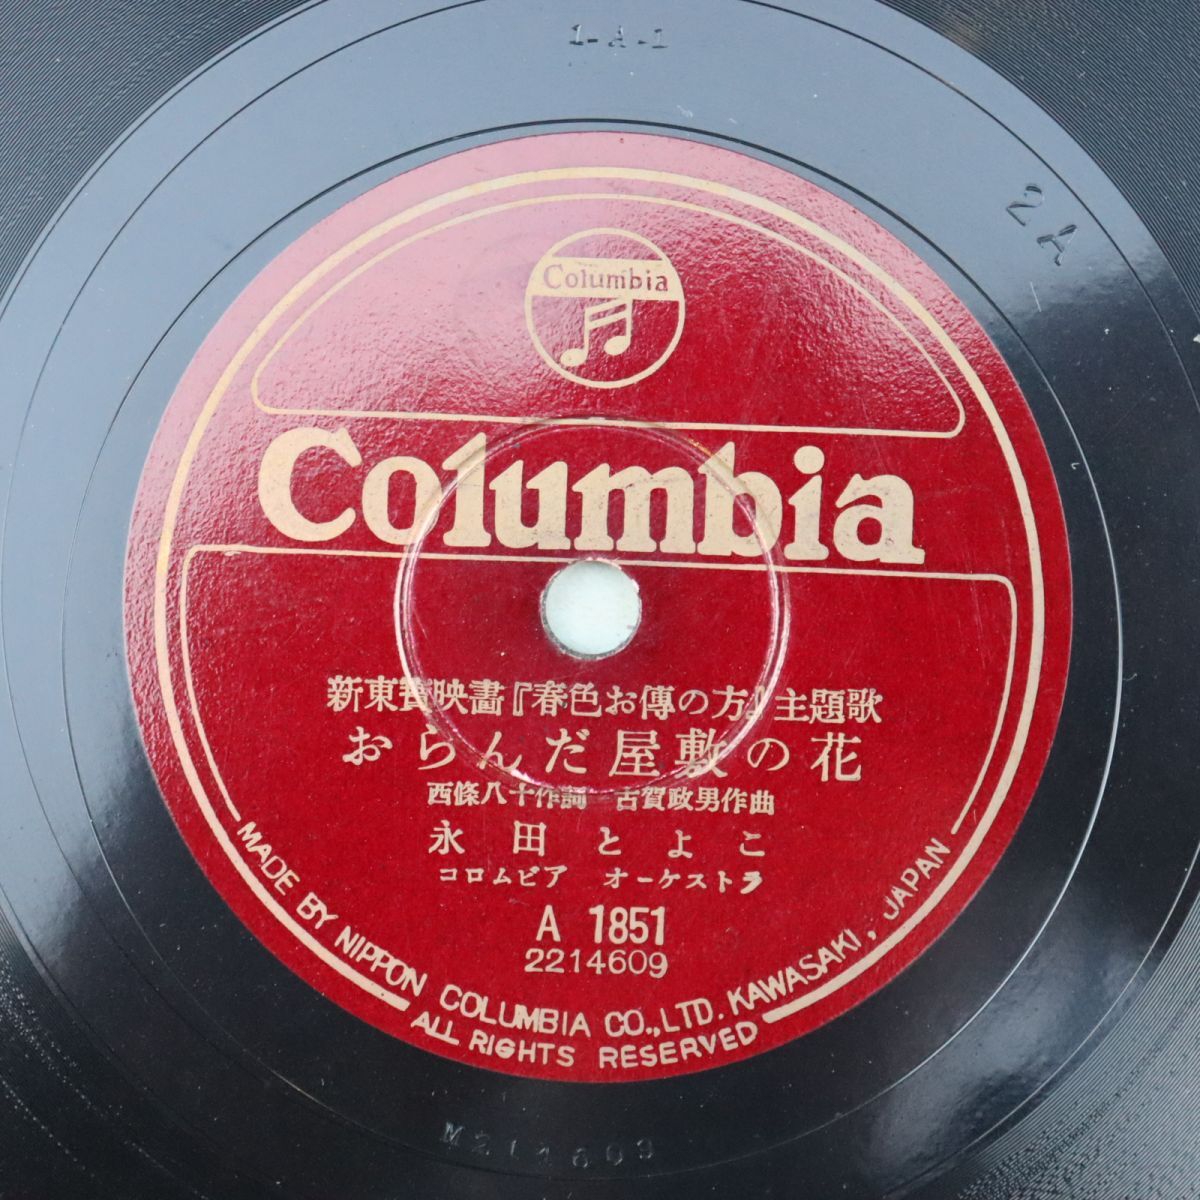 1-A-1
2A
Columbia
Columbia
新東寶映畫『春色お傳の方』主題歌
おらんだ屋敷の花
西條八十作詞 古賀政男作曲
永田とよこ
コロムビア オーケストラ
A 1851
2214609
MADE BY NIPPON COLUMBIA CO.,LTD. KAWASAKI, JAPAN
ALL RIGHTS RESERVED
M214609